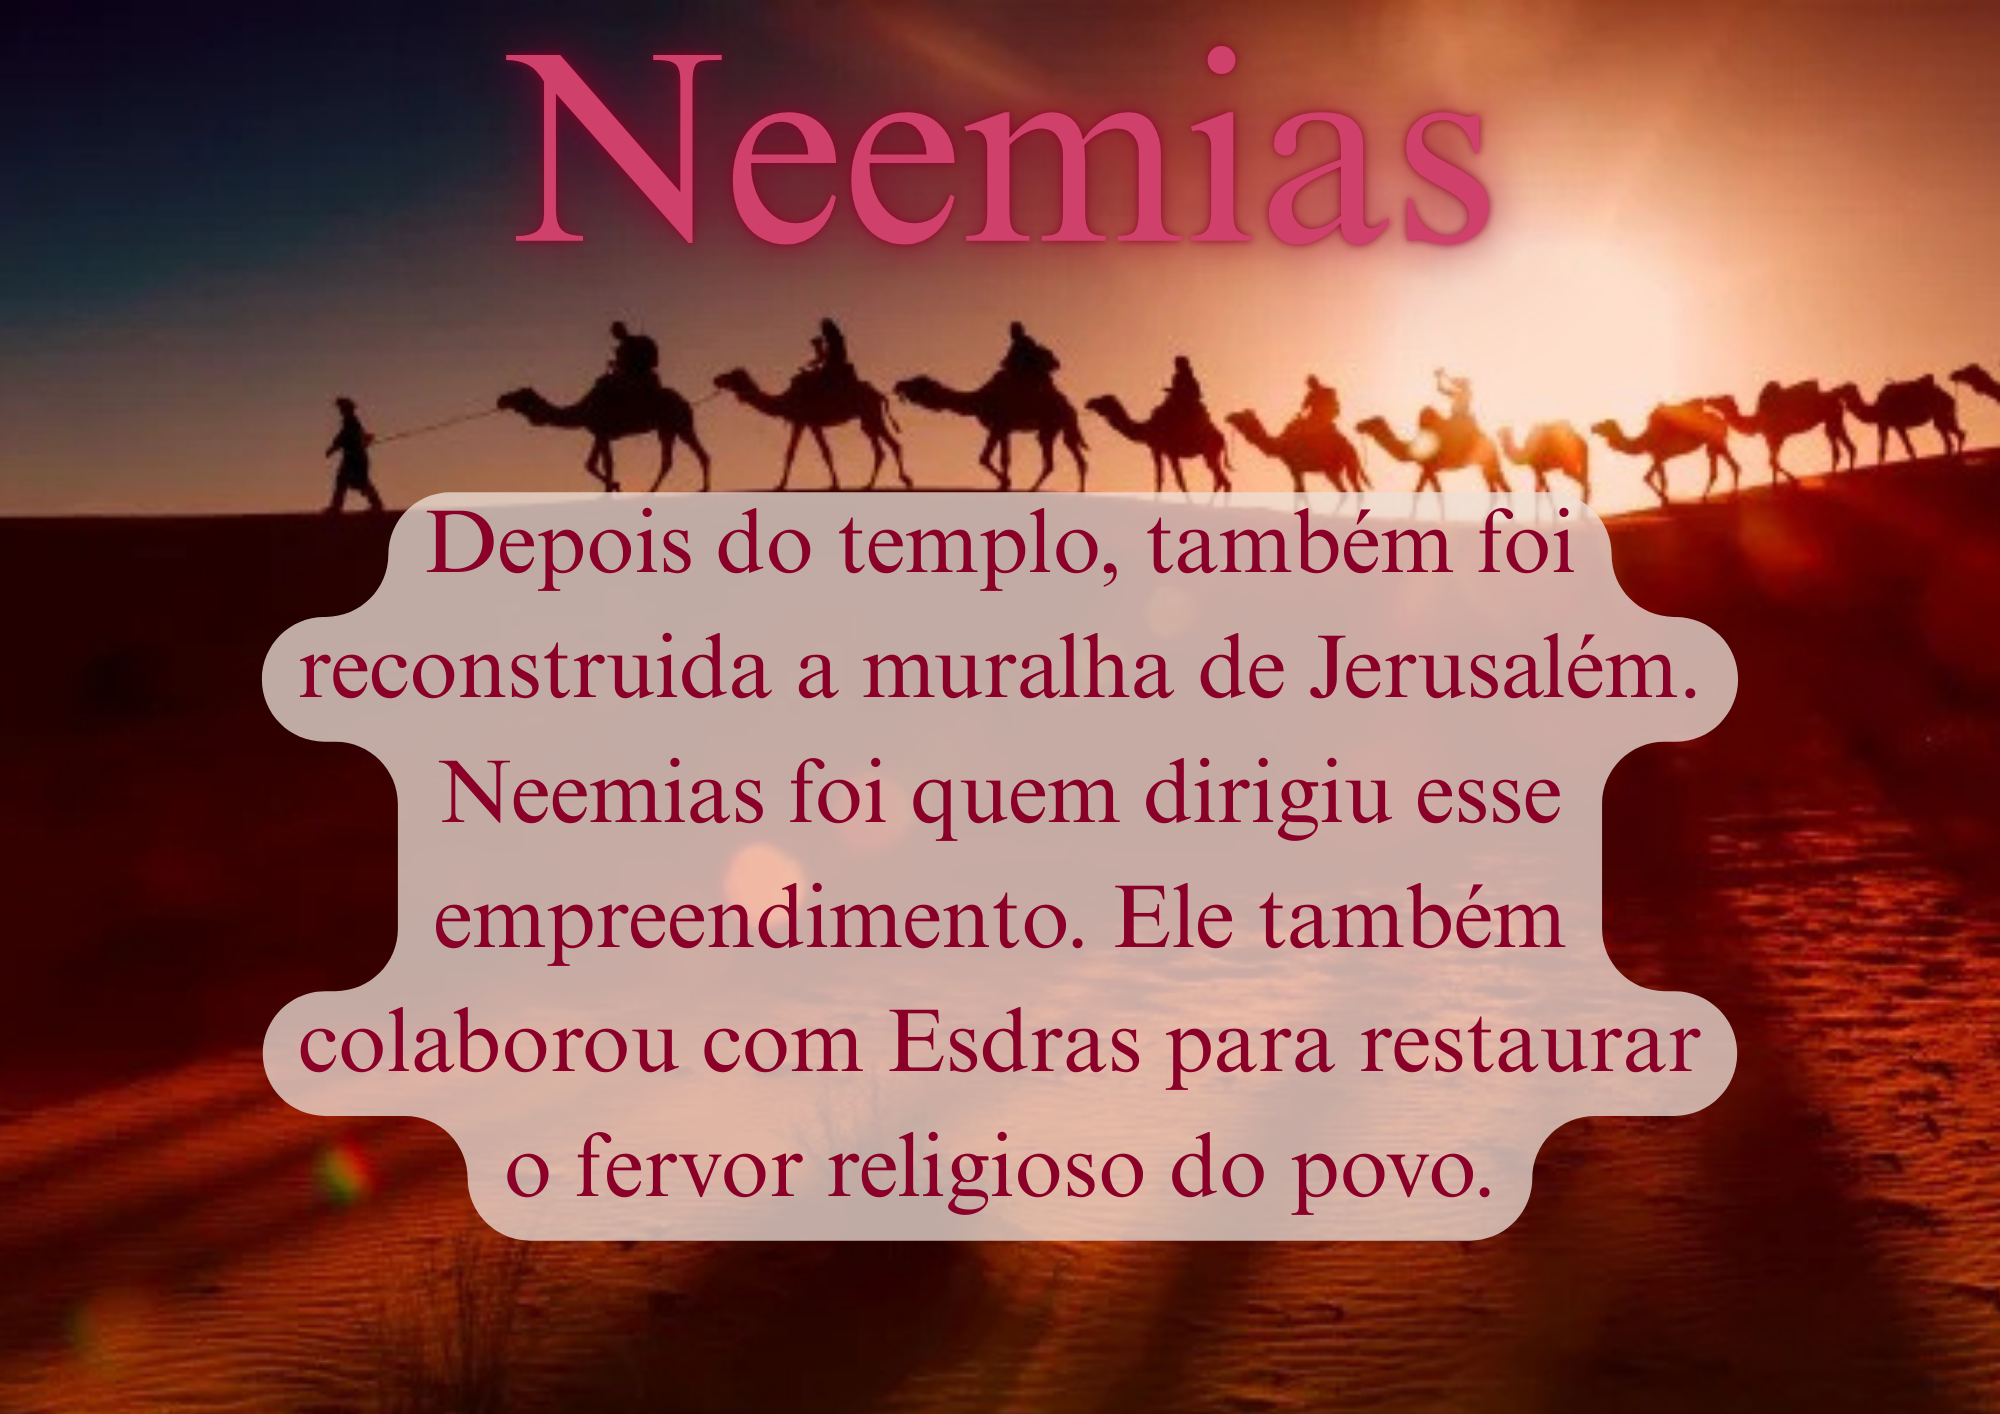 Neemias
Depois do templo, também foi
reconstruida a muralha de Jerusalém.
Neemias foi quem dirigiu esse
empreendimento. Ele também
colaborou com Esdras para restaurar
o fervor religioso do povo.